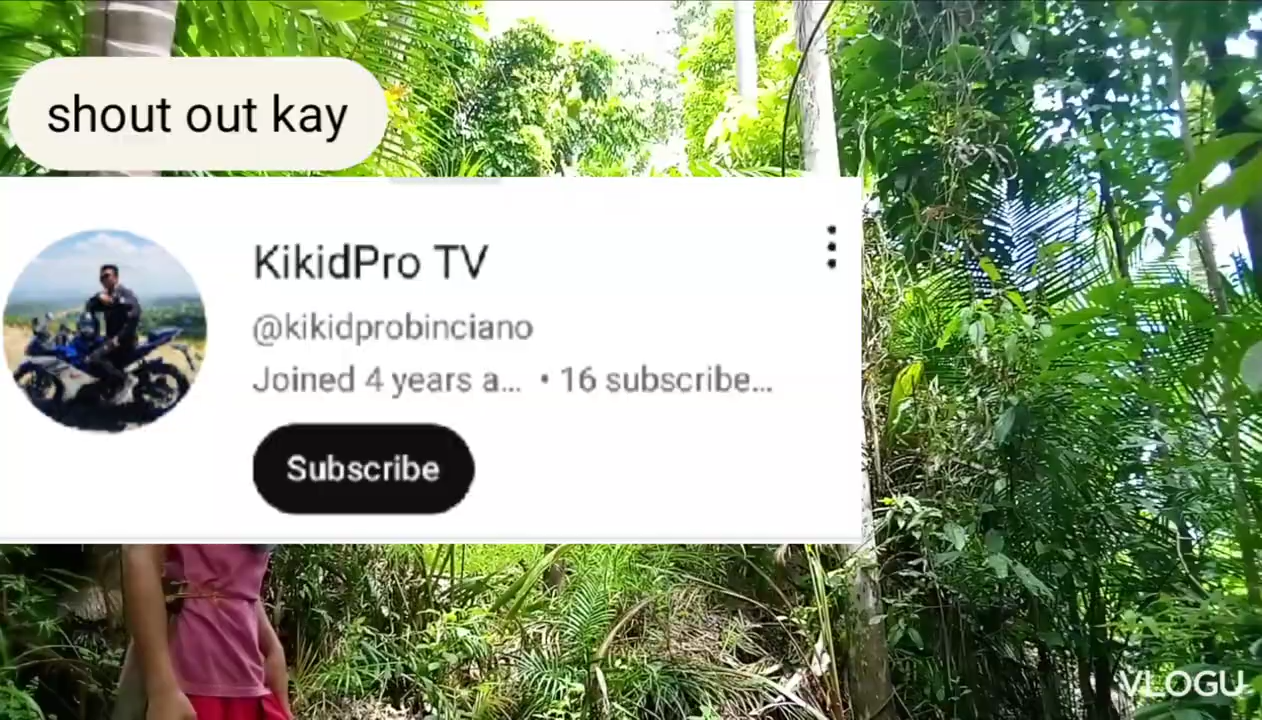 shout out kay
KikidPro TV
@kikidprobinciano
Joined 4 years a... • 16 subscribe...
Subscribe
VLOGU